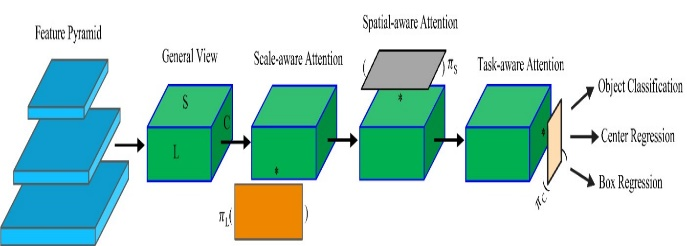 Feature Pyramid
General View
Scale-aware Attention
Spatial-aware Attention
Task-aware Attention
S
L
C
*
π_L( )
*
( ) π_S
*
π_C( )
Object Classification
Center Regression
Box Regression